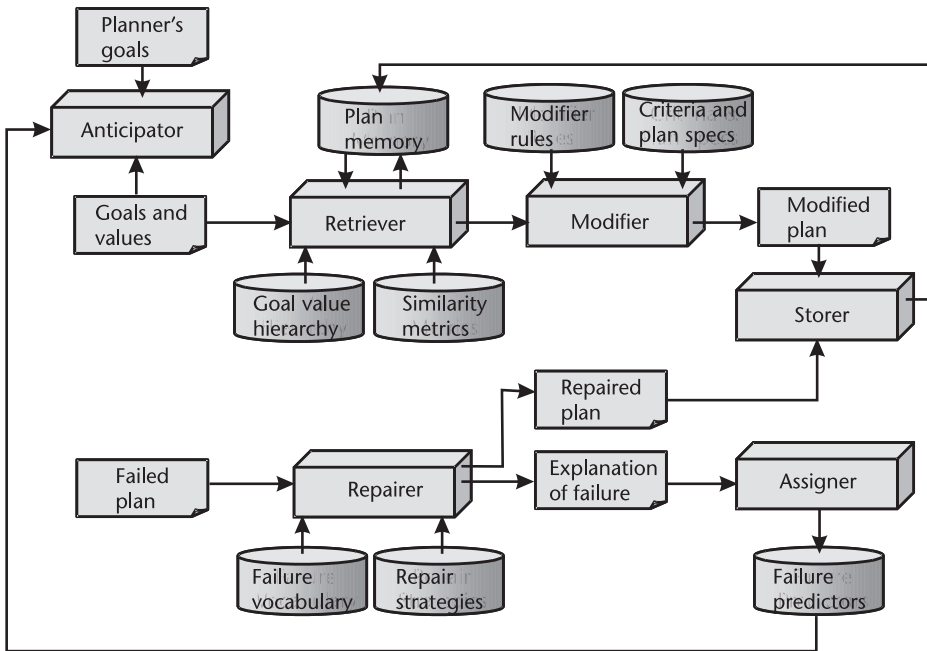 Planner's
goals
Anticipator
Plan
memory
Modifier
rules
Criteria and
plan specs
Goals and
values
Retriever
Modifier
Modified
plan
Goal value
hierarchy
Similarity
metrics
Storer
Repaired
plan
Failed
plan
Repairer
Explanation
of failure
Assigner
Failure
vocabulary
Repair
strategies
Failure
predictors